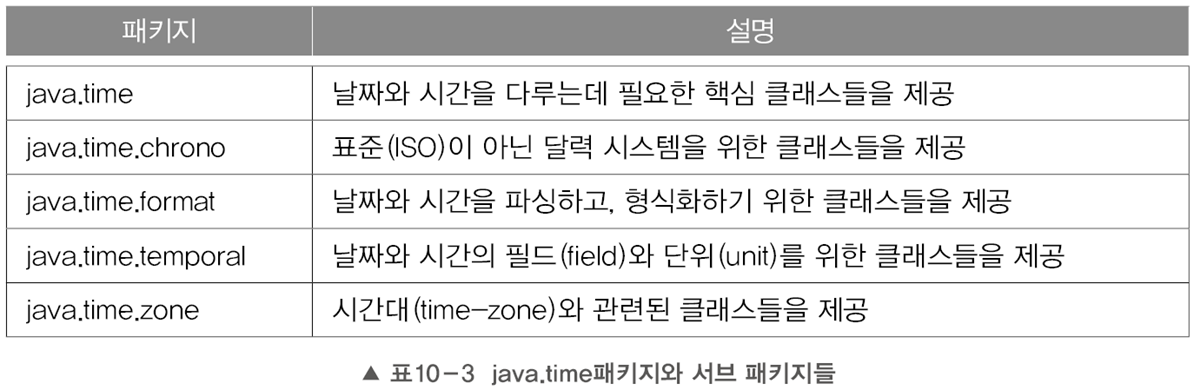 패키지 설명
java.time 날짜와 시간을 다루는데 필요한 핵심 클래스들을 제공
java.time.chrono 표준(ISO)이 아닌 달력 시스템을 위한 클래스들을 제공
java.time.format 날짜와 시간을 파싱하고, 형식화하기 위한 클래스들을 제공
java.time.temporal 날짜와 시간의 필드(field)와 단위(unit)를 위한 클래스들을 제공
java.time.zone 시간대(time-zone)와 관련된 클래스들을 제공
▲ 표10-3 java.time패키지와 서브 패키지들